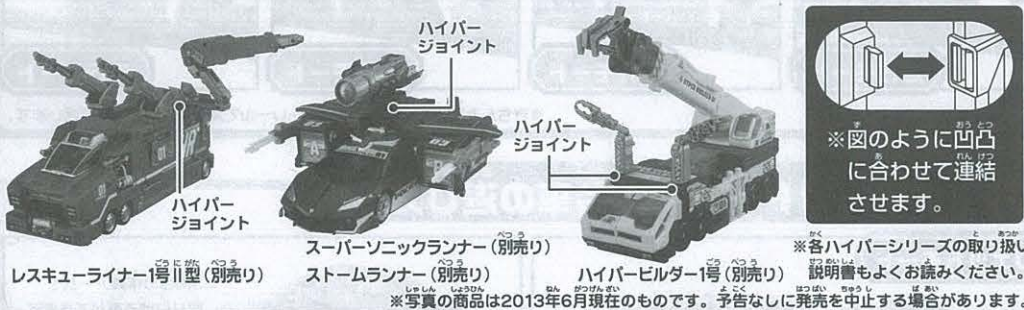 ハイパー
ジョイント
ハイパー
ジョイント
ハイパー
ジョイント
※図のように凹凸
に合わせて連結
させます。
レスキューライナー1号Ⅱ型(別売り)
スーパーソニックランナー(別売り)
ストームランナー(別売り)
ハイパービルダー1号(別売り)
※各ハイパーシリーズの取り扱い
説明書もよくお読みください。
※写真の商品は2013年6月現在のものです。予告なしに発売を中止する場合があります。